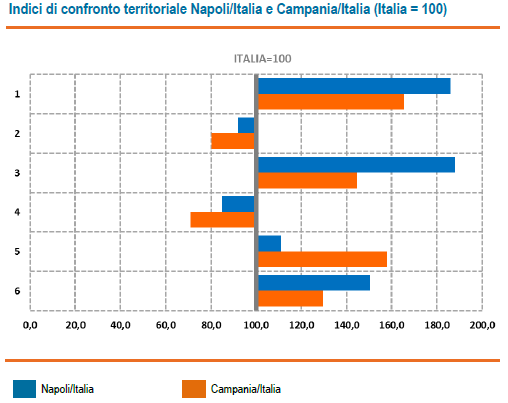 Indici di confronto territoriale Napoli/Italia e Campania/Italia (Italia = 100)
ITALIA=100
1
2
3
4
5
6
0,0 20,0 40,0 60,0 80,0 100,0 120,0 140,0 160,0 180,0 200,0
Napoli/Italia Campania/Italia